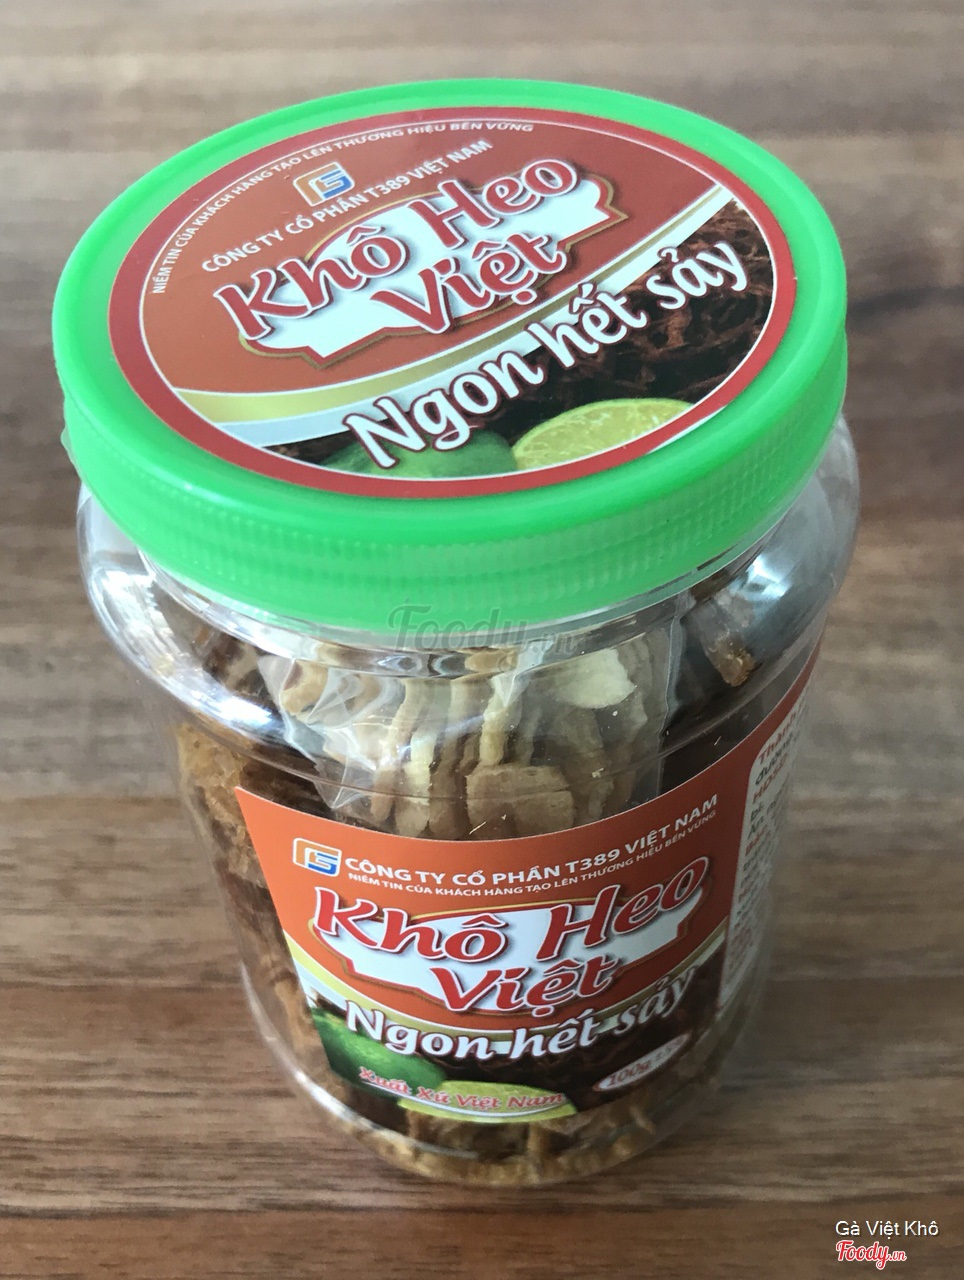 NIỀM TIN CỦA KHÁCH HÀNG TẠO LÊN THƯƠNG HIỆU BỀN VỮNG
CÔNG TY CỔ PHẦN T389 VIỆT NAM
Khô Heo
Việt
Ngon hết sảy
Foody.vn
CÔNG TY CỔ PHẦN T389 VIỆT NAM
NIỀM TIN CỦA KHÁCH HÀNG TẠO LÊN THƯƠNG HIỆU BỀN VỮNG
Khô Heo
Việt
Ngon hết sảy
100g
Xuất Xứ Việt Nam
Thành
đường
HDSD
Gà Việt Khô
Foody.vn